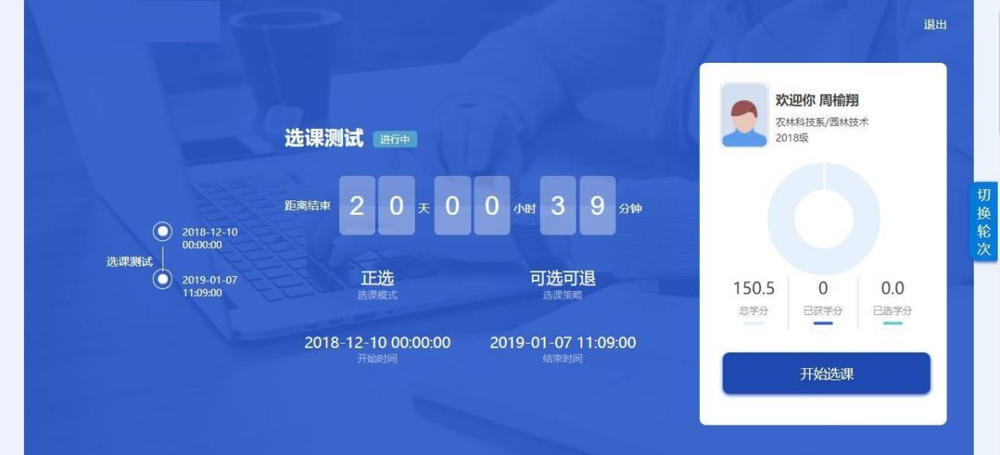 退出
选课测试 进行中
距离结束 2 0 天 0 0 小时 3 9 分钟
选课测试
2018-12-10
00:00:00
2019-01-07
11:09:00
正选
选课模式
可选可退
选课策略
2018-12-10 00:00:00
开始时间
2019-01-07 11:09:00
结束时间
欢迎你 周榆翔
农林科技系/园林技术
2018级
150.5
总学分
0
已获学分
0.0
已选学分
开始选课
切
换
轮
次